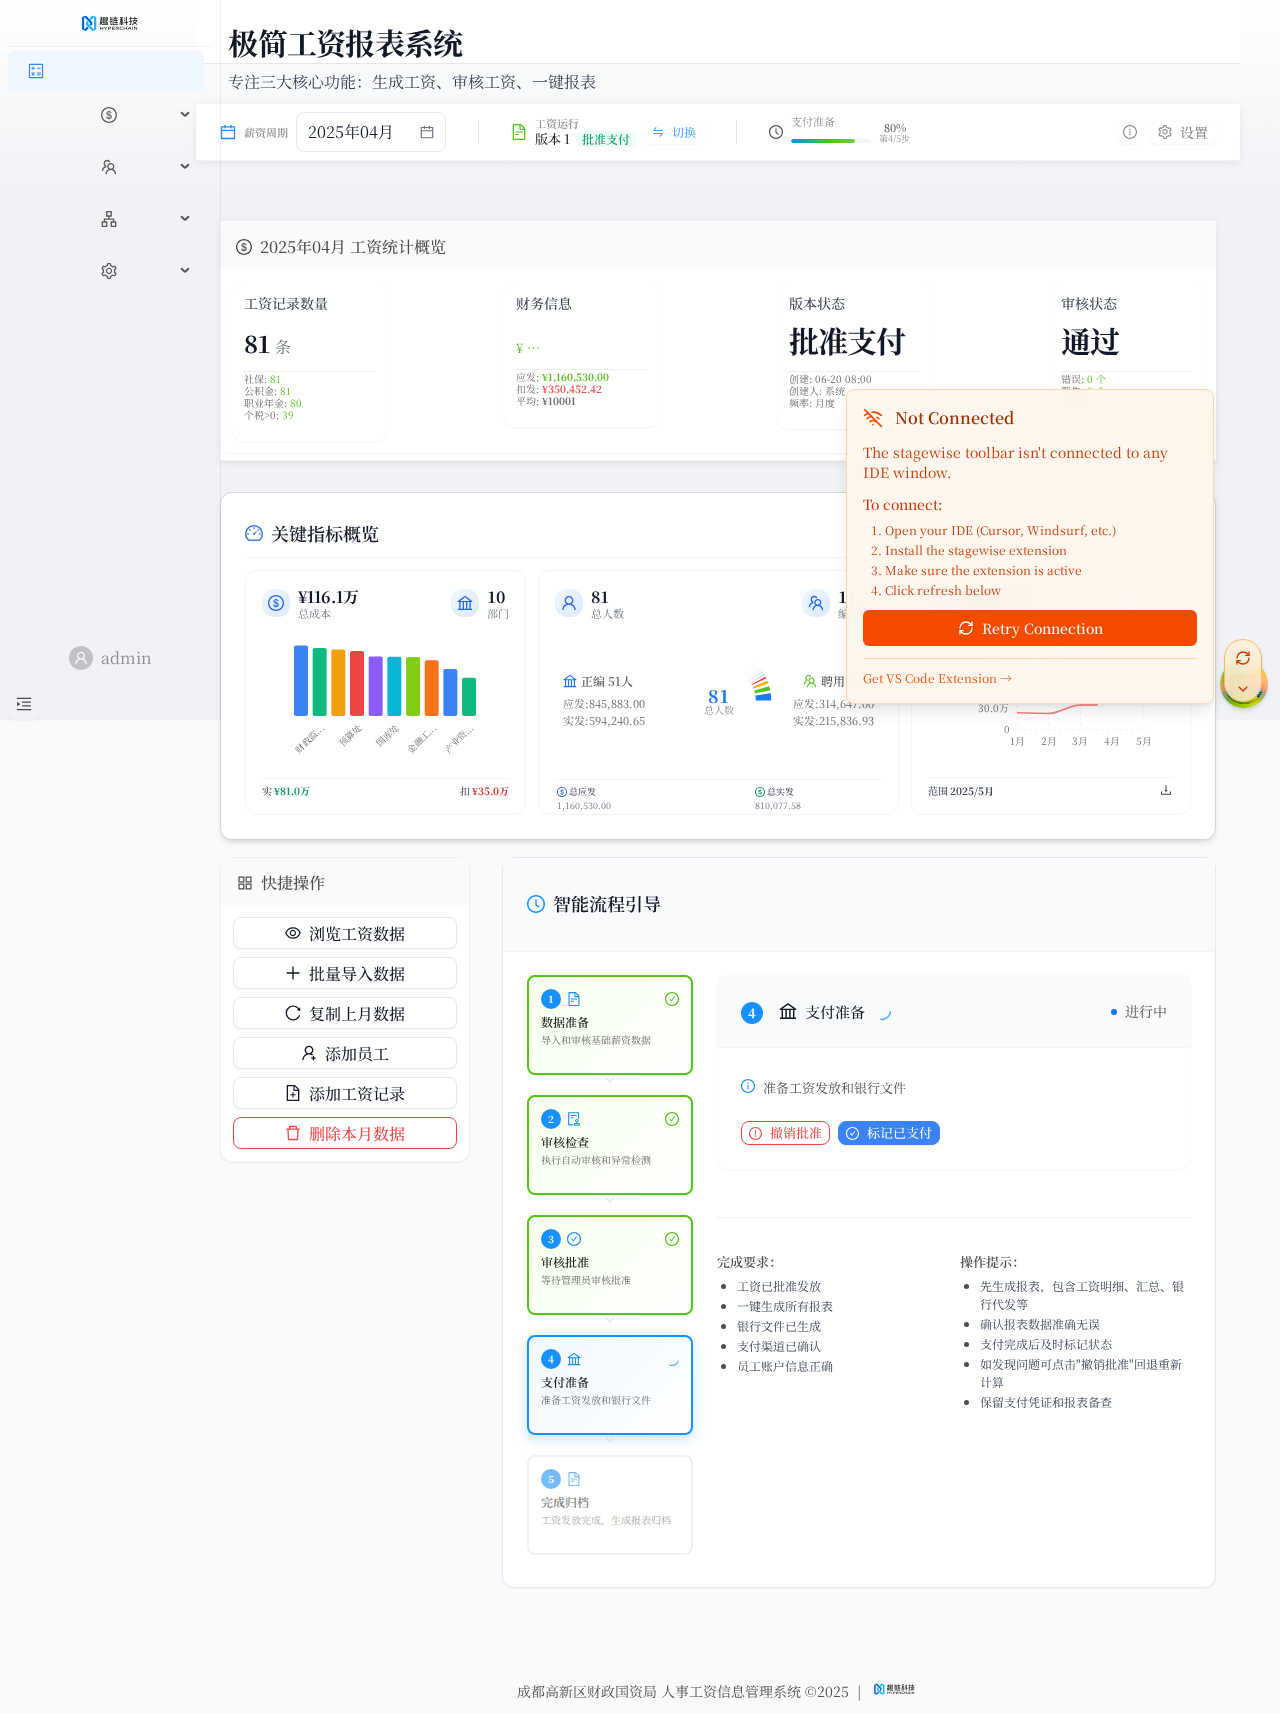 趣链科技
HYPERCHAIN
极简工资报表系统
专注三大核心功能：生成工资、审核工资、一键报表
薪资周期
2025年04月
工资运行
版本 1 批准支付
切换
支付准备
80%
第4/5步
设置
2025年04月 工资统计概览
工资记录数量
81 条
社保: 81
公积金: 81
职业年金: 80
个税>0: 39
财务信息
¥ ···
应发: ¥1,160,530.00
扣发: ¥350,452.42
平均: ¥10001
版本状态
批准支付
创建: 06-20 08:00
创建人: 系统
频率: 月度
审核状态
通过
错误: 0 个
Not Connected
The stagewise toolbar isn't connected to any
IDE window.
To connect:
1. Open your IDE (Cursor, Windsurf, etc.)
2. Install the stagewise extension
3. Make sure the extension is active
4. Click refresh below
Retry Connection
Get VS Code Extension →
关键指标概览
¥116.1万
总成本
10
部门
财政监...
预算处
国库处
金融工...
产业资...
实 ¥81.0万
扣 ¥35.0万
81
总人数
正编 51人
应发:845,883.00
实发:594,240.65
81
总人数
聘用
应发:314,647.00
实发:215,836.93
总应发
1,160,530.00
总实发
810,077.58
30.0万
0
1月
2月
3月
4月
5月
范围 2025/5月
admin
快捷操作
浏览工资数据
批量导入数据
复制上月数据
添加员工
添加工资记录
删除本月数据
智能流程引导
1
数据准备
导入和审核基础薪资数据
2
审核检查
执行自动审核和异常检测
3
审核批准
等待管理员审核批准
4
支付准备
准备工资发放和银行文件
5
完成归档
工资发放完成，生成报表归档
4 支付准备
进行中
准备工资发放和银行文件
撤销批准
标记已支付
完成要求：
工资已批准发放
一键生成所有报表
银行文件已生成
支付渠道已确认
员工账户信息正确
操作提示：
先生成报表，包含工资明细、汇总、银
行代发等
确认报表数据准确无误
支付完成后及时标记状态
如发现问题可点击"撤销批准"回退重新
计算
保留支付凭证和报表备查
成都高新区财政国资局 人事工资信息管理系统 ©2025 |
趣链科技
HYPERCHAIN